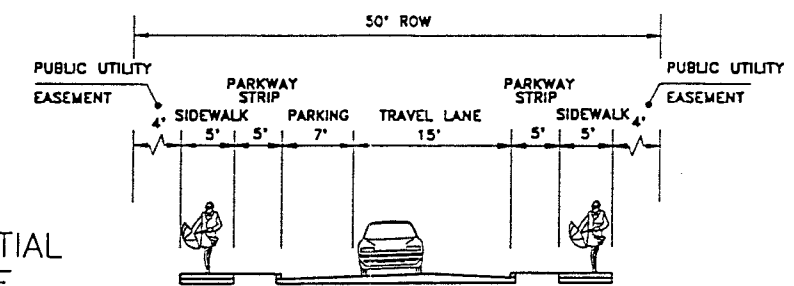 50' ROW
PUBLIC UTILITY
EASEMENT
PUBLIC UTILITY
EASEMENT
PARKWAY
STRIP
PARKWAY
STRIP
4' SIDEWALK PARKING TRAVEL LANE SIDEWALK 4'
5' 5' 7' 15' 5' 5'
TIAL